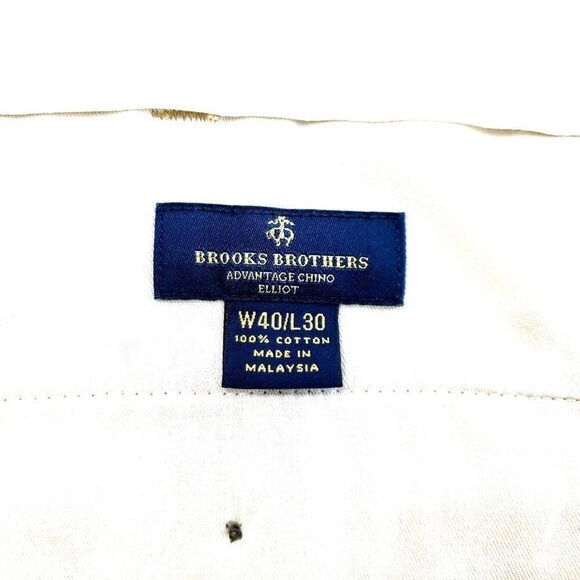 BROOKS BROTHERS
ADVANTAGE CHINO
ELLIOT
W40/L30
100% COTTON
MADE IN
MALAYSIA